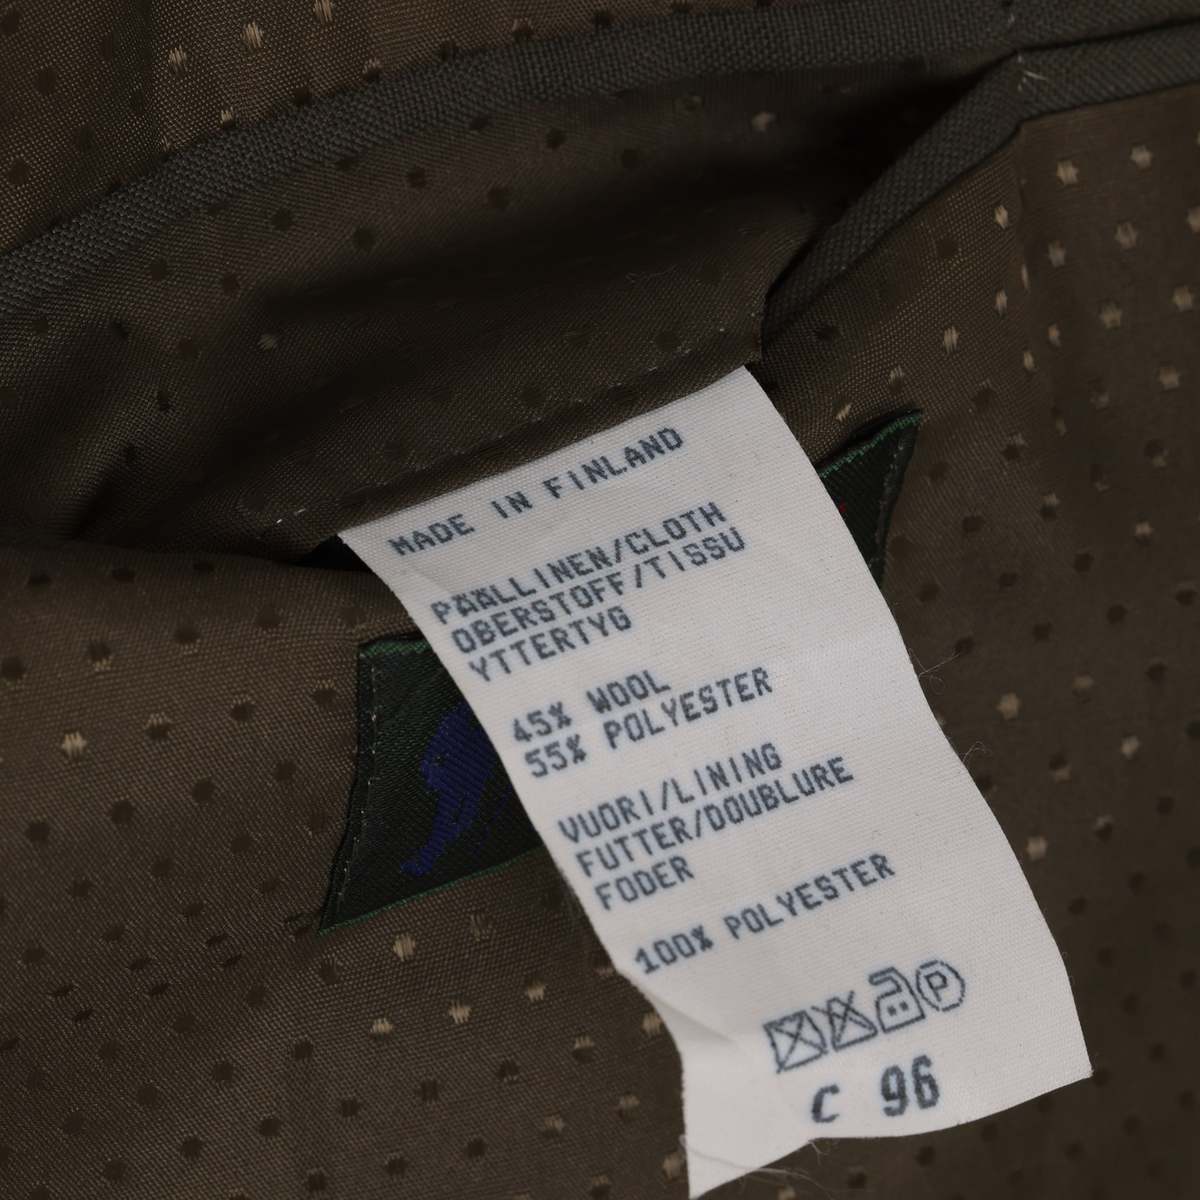 MADE IN FINLAND
PÄÄLLINEN/CLOTH
OBERSTOFF/TISSU
YTTERTYG
45% WOOL
55% POLYESTER
VUORI/LINING
FUTTER/DOUBLURE
FODER
100% POLYESTER
P
C 96